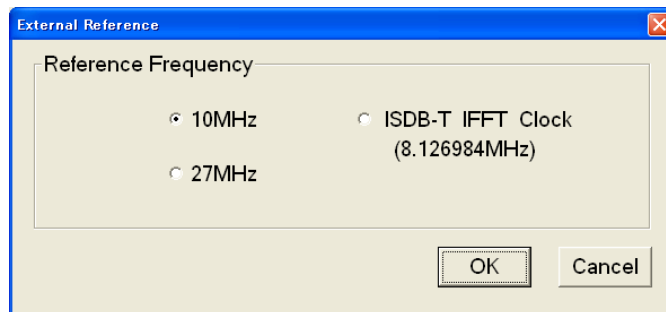 External Reference
Reference Frequency
10MHz
ISDB-T IFFT Clock
(8.126984MHz)
27MHz
OK
Cancel